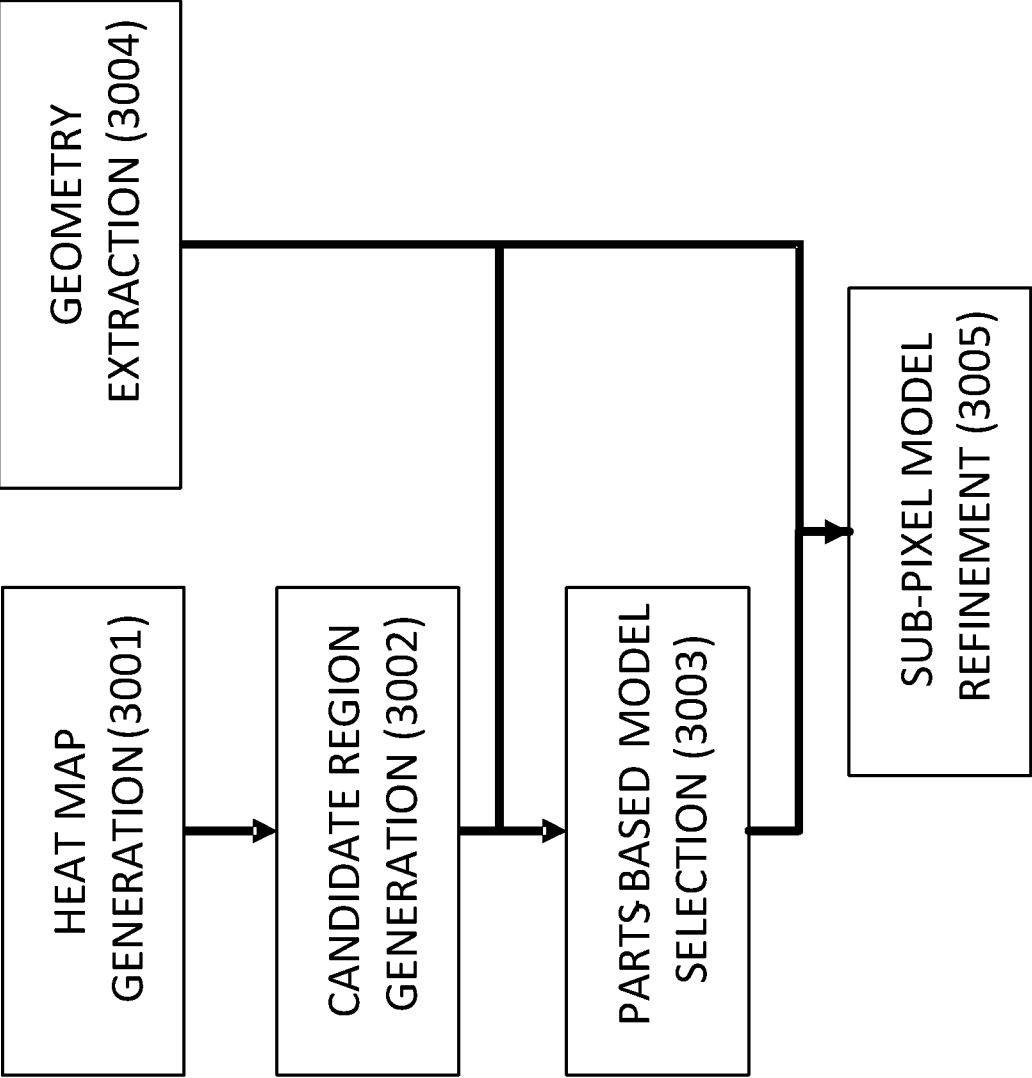 HEAT MAP
GENERATION (3001)
CANDIDATE REGION
GENERATION (3002)
PARTS-BASED MODEL
SELECTION (3003)
GEOMETRY
EXTRACTION (3004)
SUB-PIXEL MODEL
REFINEMENT (3005)